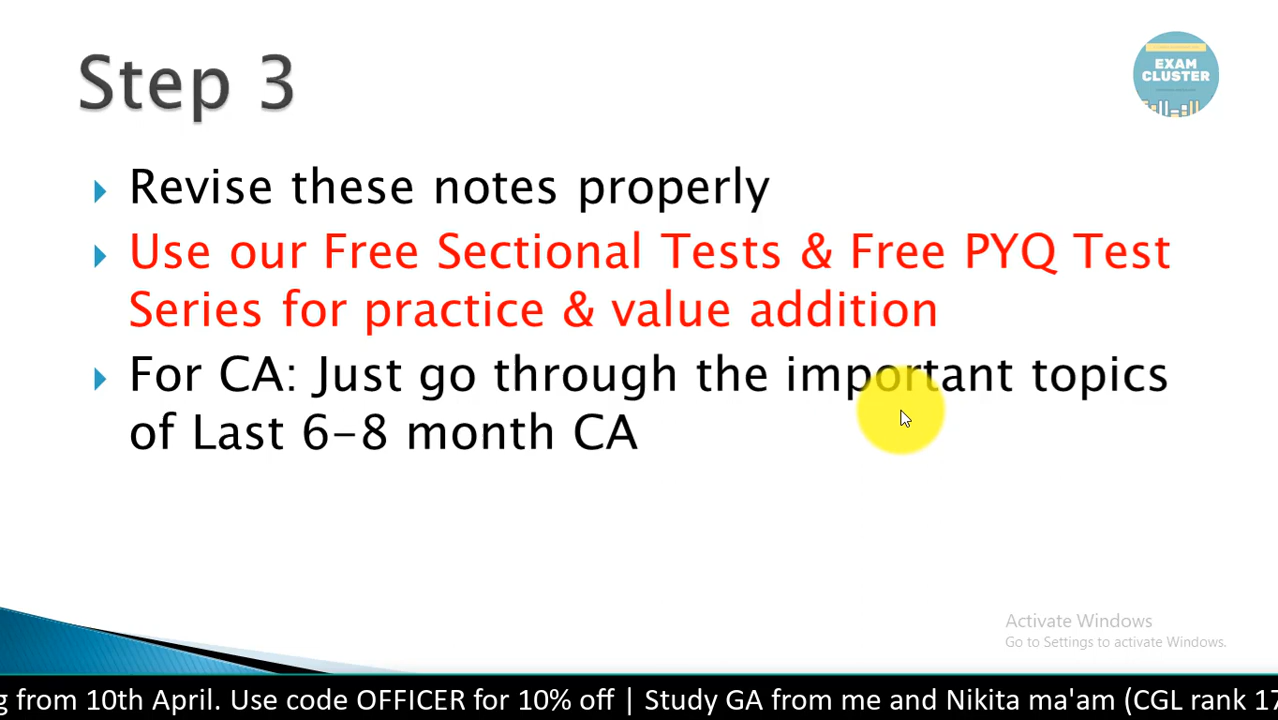 Step 3
EXAM
CLUSTER
Revise these notes properly
Use our Free Sectional Tests & Free PYQ Test
Series for practice & value addition
For CA: Just go through the important topics
of Last 6-8 month CA
Activate Windows
Go to Settings to activate Windows.
g from 10th April. Use code OFFICER for 10% off | Study GA from me and Nikita ma'am (CGL rank 17